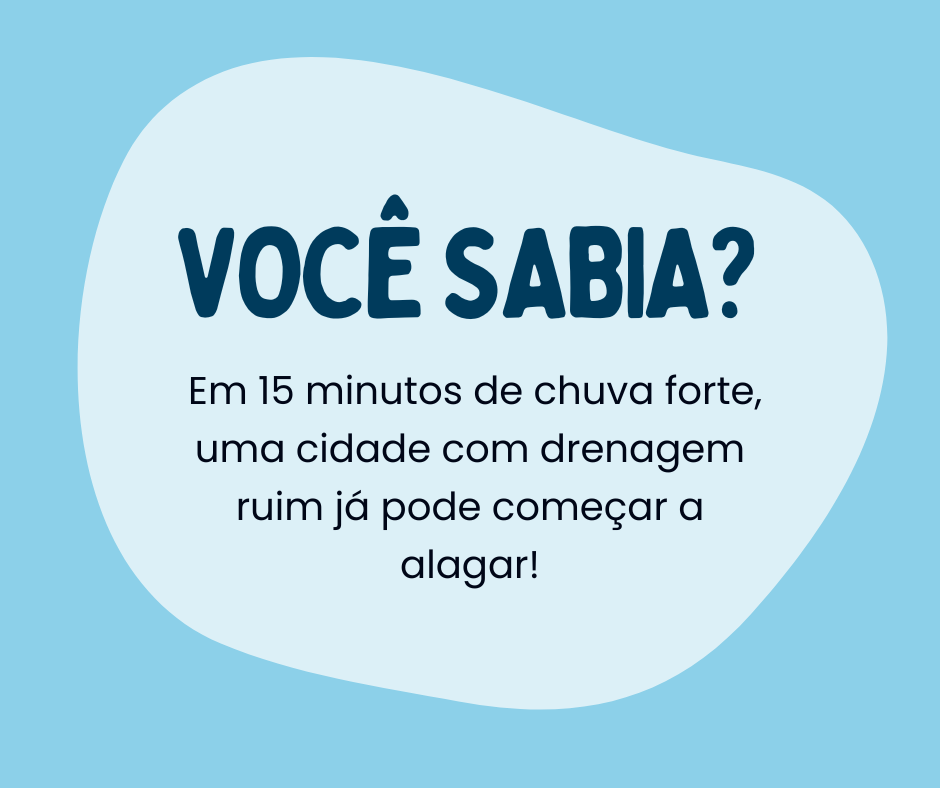 VOCÊ SABIA?
Em 15 minutos de chuva forte,
uma cidade com drenagem
ruim já pode começar a
alagar!